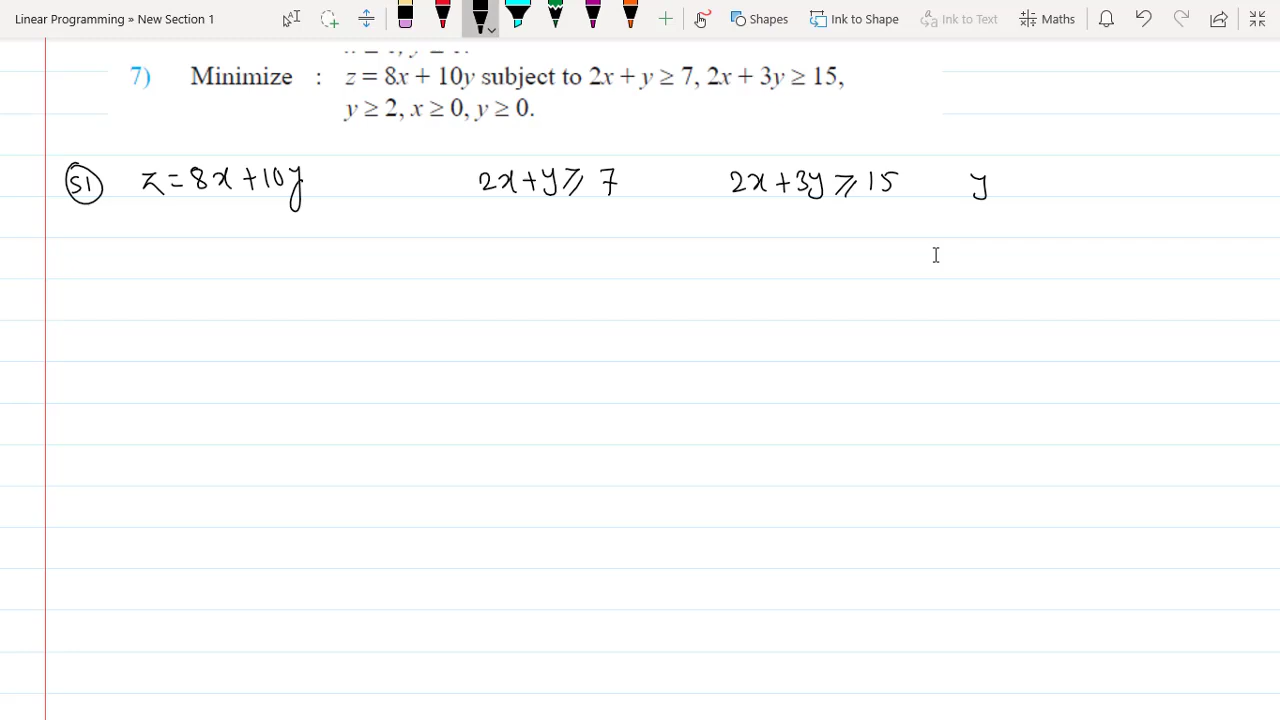 Linear Programming » New Section 1 Shapes Ink to Shape Ink to Text Maths
7) Minimize : z = 8x + 10y subject to 2x + y ≥ 7, 2x + 3y ≥ 15,
y ≥ 2, x ≥ 0, y ≥ 0.
S1 z = 8x + 10y 2x + y ≥ 7 2x + 3y ≥ 15 y